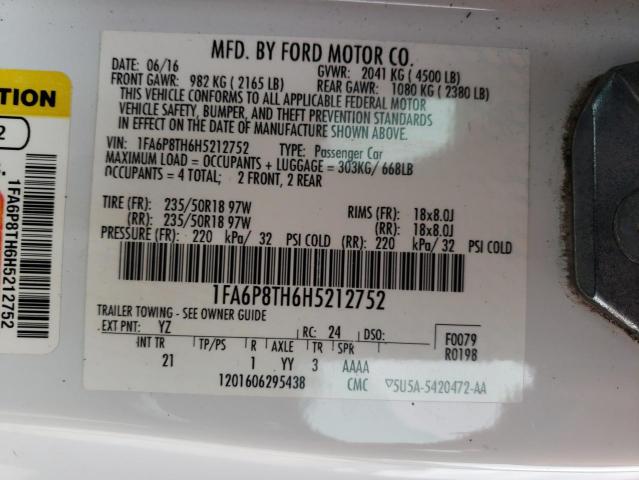 MFD. BY FORD MOTOR CO.
DATE: 06/16 GVWR: 2041 KG (4500 LB)
FRONT GAWR: 982 KG (2165 LB) REAR GAWR: 1080 KG (2380 LB)
THIS VEHICLE CONFORMS TO ALL APPLICABLE FEDERAL MOTOR
VEHICLE SAFETY, BUMPER, AND THEFT PREVENTION STANDARDS
IN EFFECT ON THE DATE OF MANUFACTURE SHOWN ABOVE.
VIN: 1FA6P8TH6H5212752 TYPE: Passenger Car
MAXIMUM LOAD = OCCUPANTS + LUGGAGE = 303KG/ 668LB
OCCUPANTS = 4 TOTAL; 2 FRONT, 2 REAR
TIRE (FR): 235/50R18 97W RIMS (FR): 18x8.0J
(RR): 235/50R18 97W (RR): 18x8.0J
PRESSURE (FR): 220 kPa/ 32 PSI COLD (RR): 220 kPa/ 32 PSI COLD
1FA6P8TH6H5212752
TRAILER TOWING - SEE OWNER GUIDE
EXT PNT: YZ RC: 24 DSO: F0079
R0198
INT TR TP/PS R AXLE TR SPR
21 1 YY 3 AAAA
1201606295438 CMC 5U5A-5420472-AA
TION
2
1FA6P8TH6H5212752